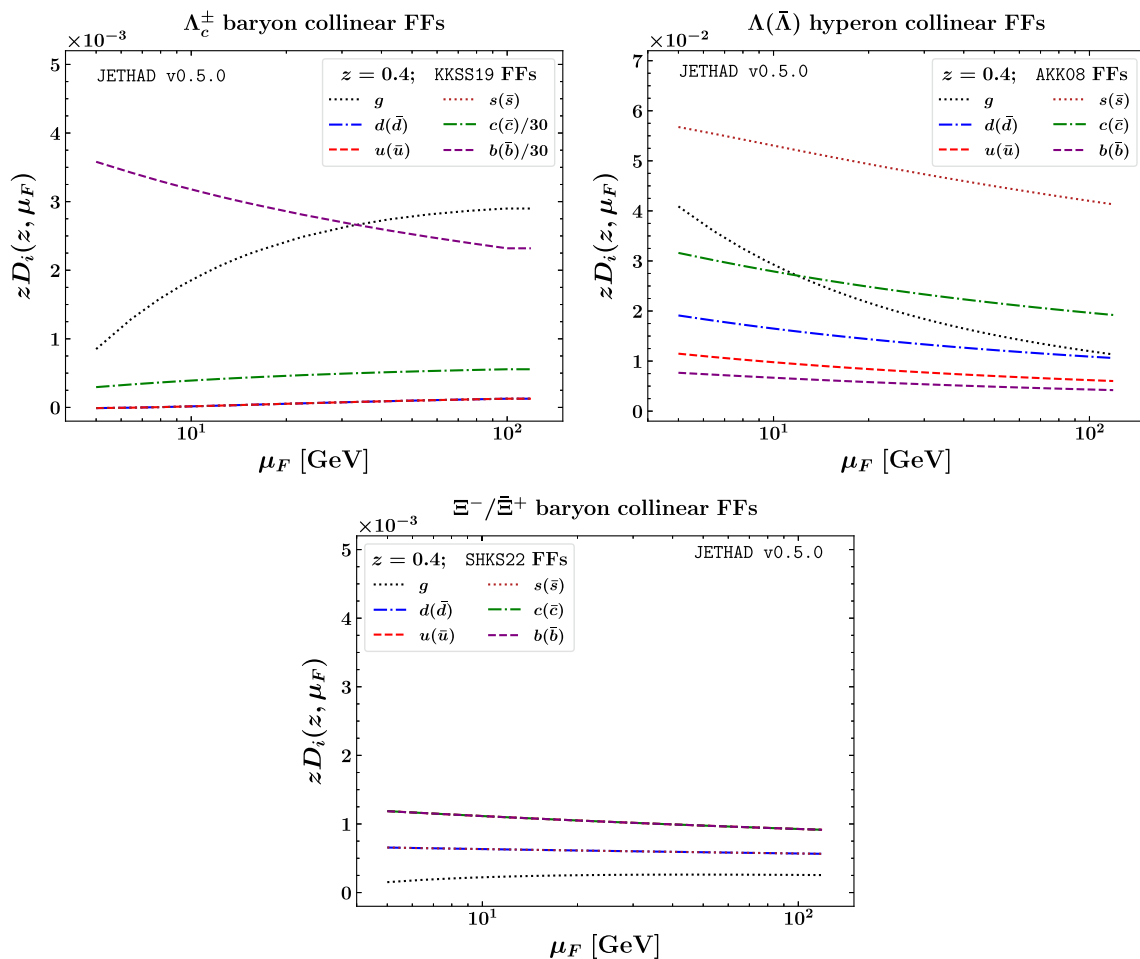 Λc± baryon collinear FFs
×10⁻³
JETHAD v0.5.0
z = 0.4; KKSS19 FFs
g
d(d̄)
u(ū)
s(s̄)
c(c̄)/30
b(b̄)/30
5
4
3
2
1
0
zDᵢ(z, μF)
10¹
10²
μF [GeV]
Λ(Λ̄) hyperon collinear FFs
×10⁻²
JETHAD v0.5.0
z = 0.4; AKK08 FFs
g
d(d̄)
u(ū)
s(s̄)
c(c̄)
b(b̄)
7
6
5
4
3
2
1
0
zDᵢ(z, μF)
10¹
10²
μF [GeV]
Ξ⁻/Ξ̄⁺ baryon collinear FFs
×10⁻³
z = 0.4; SHKS22 FFs
g
d(d̄)
u(ū)
s(s̄)
c(c̄)
b(b̄)
JETHAD v0.5.0
5
4
3
2
1
0
zDᵢ(z, μF)
10¹
10²
μF [GeV]